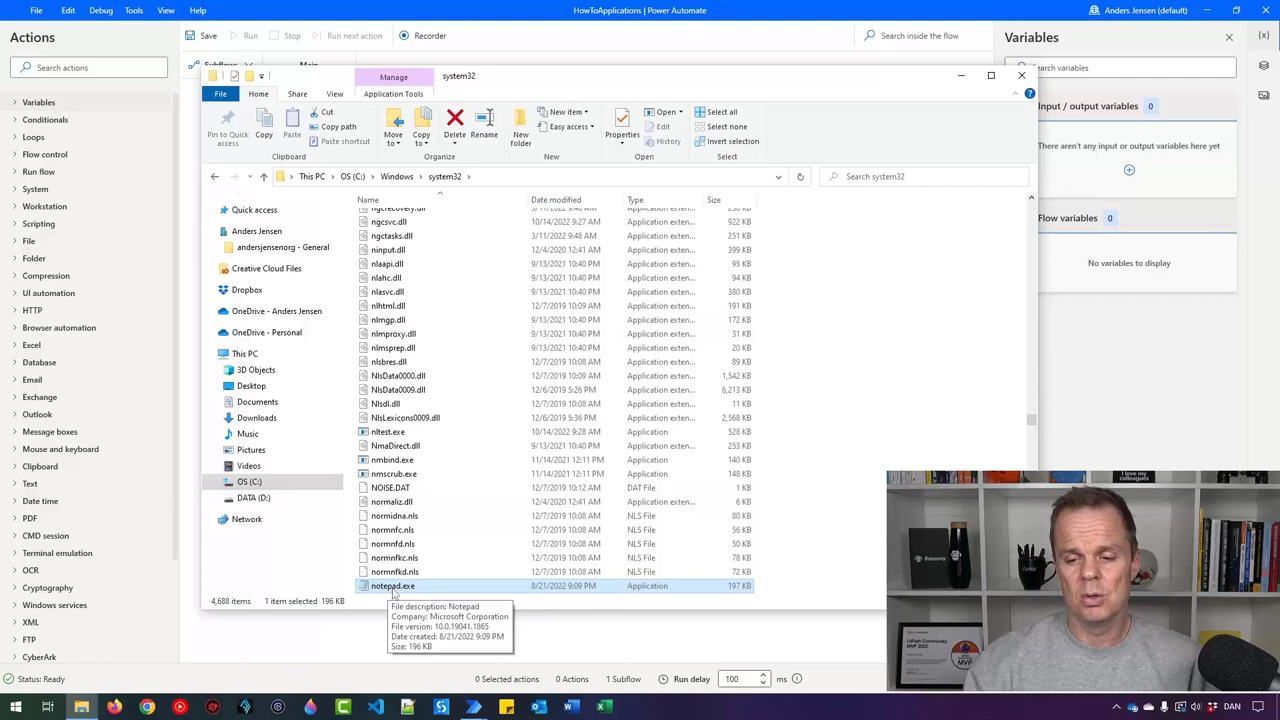 File Edit Debug Tools View Help
HowToApplications | Power Automate
Anders Jensen (default)
Actions
Search actions
Variables
Conditionals
Loops
Flow control
Run flow
System
Workstation
Scripting
File
Folder
Compression
UI automation
HTTP
Browser automation
Excel
Database
Email
Exchange
Outlook
Message boxes
Mouse and keyboard
Clipboard
Text
Date time
PDF
CMD session
Terminal emulation
OCR
Cryptography
Windows services
XML
FTP
CyberArk
Save Run Stop Run next action Recorder
Search inside the flow
Manage
system32
File Home Share View Application Tools
Pin to Quick access
Copy
Paste
Cut
Copy path
Paste shortcut
Clipboard
Move to
Copy to
Delete
Rename
Organize
New folder
New item
Easy access
New
Properties
Open
Edit
History
Open
Select all
Select none
Invert selection
Select
This PC OS (C:) Windows system32
Search system32
Quick access
Anders Jensen
andersjensenorg - General
Creative Cloud Files
Dropbox
OneDrive - Anders Jensen
OneDrive - Personal
This PC
3D Objects
Desktop
Documents
Downloads
Music
Pictures
Videos
OS (C:)
DATA (D:)
Network
Name Date modified Type Size
ngcsvc.dll 10/14/2022 9:27 AM Application exten... 922 KB
ngctasks.dll 3/11/2022 9:48 AM Application exten... 251 KB
ninput.dll 12/4/2020 12:41 AM Application exten... 399 KB
nlaapi.dll 9/13/2021 10:40 PM Application exten... 95 KB
nlahc.dll 9/13/2021 10:40 PM Application exten... 94 KB
nlasvc.dll 9/13/2021 10:40 PM Application exten... 380 KB
nlhtml.dll 12/7/2019 10:09 AM Application exten... 191 KB
nlmgp.dll 9/13/2021 10:40 PM Application exten... 172 KB
nlmproxy.dll 9/13/2021 10:40 PM Application exten... 31 KB
nlmsprep.dll 9/13/2021 10:40 PM Application exten... 20 KB
nlsbres.dll 12/7/2019 10:08 AM Application exten... 89 KB
NlsData0000.dll 12/7/2019 10:09 AM Application exten... 1,542 KB
NlsData0009.dll 12/6/2019 5:26 PM Application exten... 6,213 KB
Nlsdl.dll 12/7/2019 10:08 AM Application exten... 11 KB
NlsLexicons0009.dll 12/6/2019 5:36 PM Application exten... 2,568 KB
nltest.exe 10/14/2022 9:28 AM Application 528 KB
NmaDirect.dll 9/13/2021 10:40 PM Application exten... 253 KB
nmbind.exe 11/14/2021 12:11 PM Application 140 KB
nmscrub.exe 11/14/2021 12:11 PM Application 148 KB
NOISE.DAT 12/7/2019 10:12 AM DAT File 1 KB
normaliz.dll 12/4/2020 12:41 AM Application exten... 6 KB
normidna.nls 12/7/2019 10:08 AM NLS File 80 KB
normnfc.nls 12/7/2019 10:08 AM NLS File 56 KB
normnfd.nls 12/7/2019 10:08 AM NLS File 50 KB
normnfkc.nls 12/7/2019 10:08 AM NLS File 78 KB
normnfkd.nls 12/7/2019 10:08 AM NLS File 72 KB
notepad.exe 8/21/2022 9:09 PM Application 197 KB
File description: Notepad
Company: Microsoft Corporation
File version: 10.0.19041.1865
Date created: 8/21/2022 9:09 PM
Size: 196 KB
4,688 items 1 item selected 196 KB
Variables
Search variables
Input / output variables 0
There aren't any input or output variables here yet
Flow variables 0
No variables to display
I love my colleagues
UiPath Community
MVP 2022
Status: Ready
0 Selected actions 0 Actions 1 Subflow Run delay 100 ms
DAN